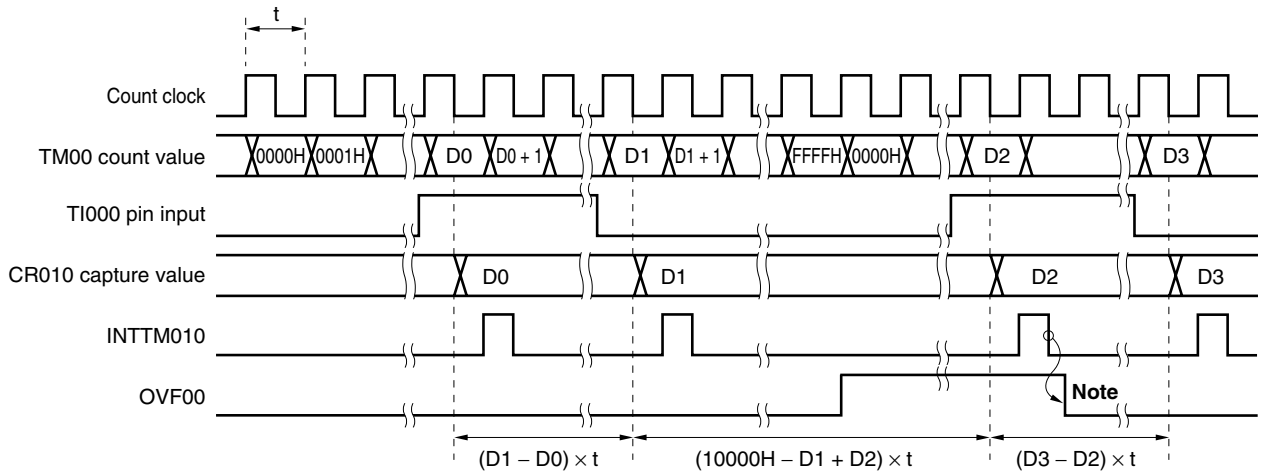 t
Count clock
TM00 count value 0000H 0001H D0 D0 + 1 D1 D1 + 1 FFFFH 0000H D2 D3
TI000 pin input
CR010 capture value D0 D1 D2 D3
INTTM010
OVF00 Note
(D1 – D0) × t (10000H – D1 + D2) × t (D3 – D2) × t